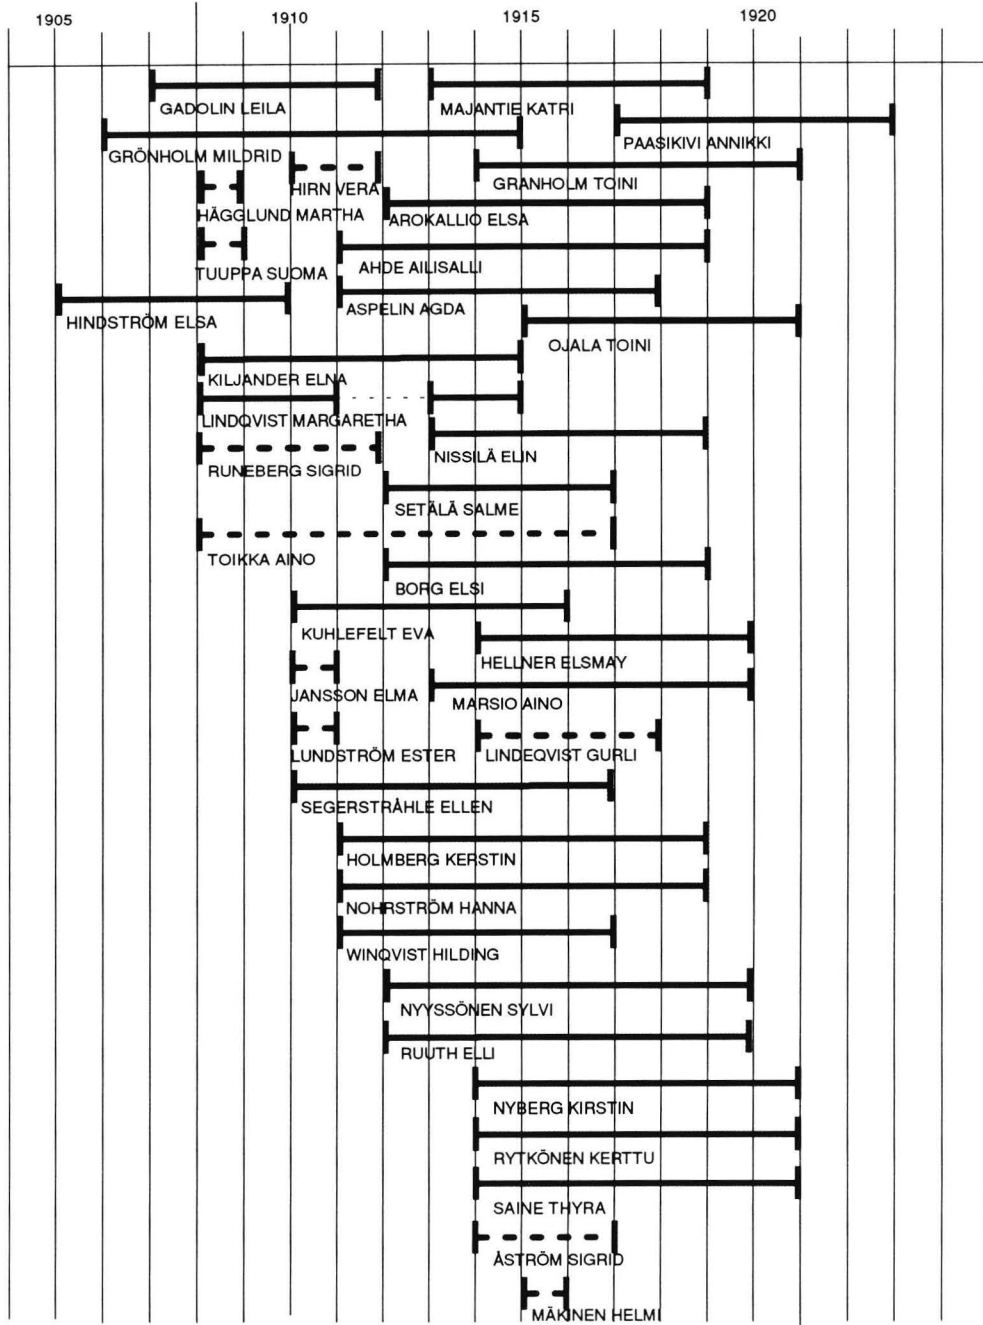 1905 1910 1915 1920
GADOLIN LEILA
MAJANTIE KATRI
GRÖNHOLM MILDRID
PAASIKIVI ANNIKKI
HIRN VERA
GRANHOLM TOINI
HÄGGLUND MARTHA
AROKALLIO ELSA
TUUPPA SUOMA
AHDE AILISALLI
HINDSTRÖM ELSA
ASPELIN AGDA
OJALA TOINI
KILJANDER ELNA
LINDQVIST MARGARETHA
RUNEBERG SIGRID
NISSILÄ ELIN
SETÄLÄ SALME
TOIKKA AINO
BORG ELSI
KUHLEFELT EVA
HELLNER ELSMAY
JANSSON ELMA
MARSIO AINO
LUNDSTRÖM ESTER
LINDEQVIST GURLI
SEGERSTRÅHLE ELLEN
HOLMBERG KERSTIN
NOHRSTRÖM HANNA
WINQVIST HILDING
NYYSSÖNEN SYLVI
RUUTH ELLI
NYBERG KIRSTIN
RYTKÖNEN KERTTU
SAINE THYRA
ÅSTRÖM SIGRID
MÄKINEN HELMI